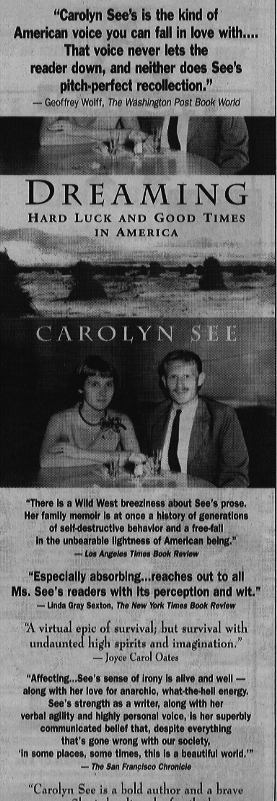 “Carolyn See’s is the kind of
American voice you can fall in love with....
That voice never lets the
reader down, and neither does See’s
pitch-perfect recollection.”
— Geoffrey Wolff, The Washington Post Book World
DREAMING
HARD LUCK AND GOOD TIMES
IN AMERICA
CAROLYN SEE
“There is a Wild West breeziness about See’s prose.
Her family memoir is at once a history of generations
of self-destructive behavior and a free-fall
in the unbearable lightness of American being.”
— Los Angeles Times Book Review
“Especially absorbing...reaches out to all
Ms. See’s readers with its perception and wit.”
— Linda Gray Sexton, The New York Times Book Review
“A virtual epic of survival; but survival with
undaunted high spirits and imagination.”
— Joyce Carol Oates
“Affecting...See’s sense of irony is alive and well —
along with her love for anarchic, what-the-hell energy.
See’s strength as a writer, along with her
verbal agility and highly personal voice, is her superbly
communicated belief that, despite everything
that’s gone wrong with our society,
‘in some places, some times, this is a beautiful world.’”
— The San Francisco Chronicle
“Carolyn See is a bold author and a brave